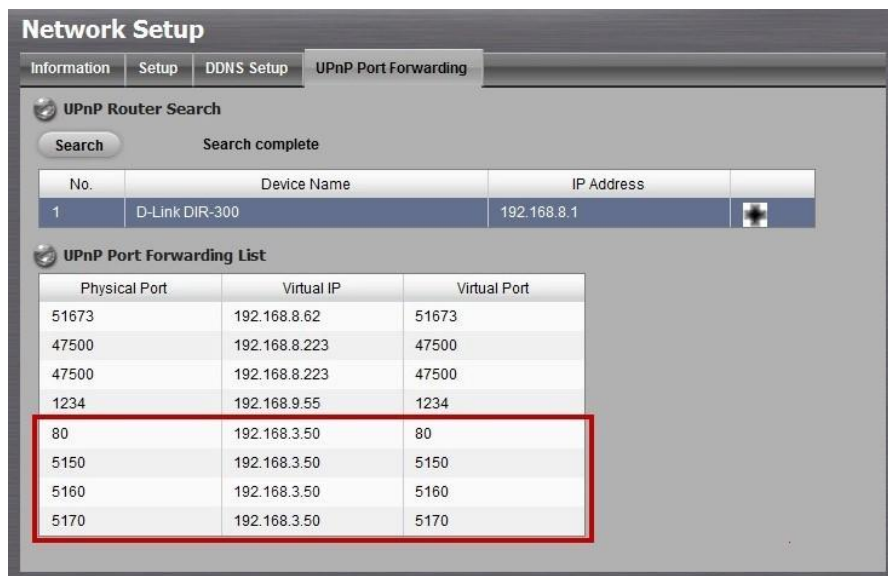 Network Setup
Information Setup DDNS Setup UPnP Port Forwarding
UPnP Router Search
Search Search complete
No. Device Name IP Address
1 D-Link DIR-300 192.168.8.1
UPnP Port Forwarding List
Physical Port Virtual IP Virtual Port
51673 192.168.8.62 51673
47500 192.168.8.223 47500
47500 192.168.8.223 47500
1234 192.168.9.55 1234
80 192.168.3.50 80
5150 192.168.3.50 5150
5160 192.168.3.50 5160
5170 192.168.3.50 5170